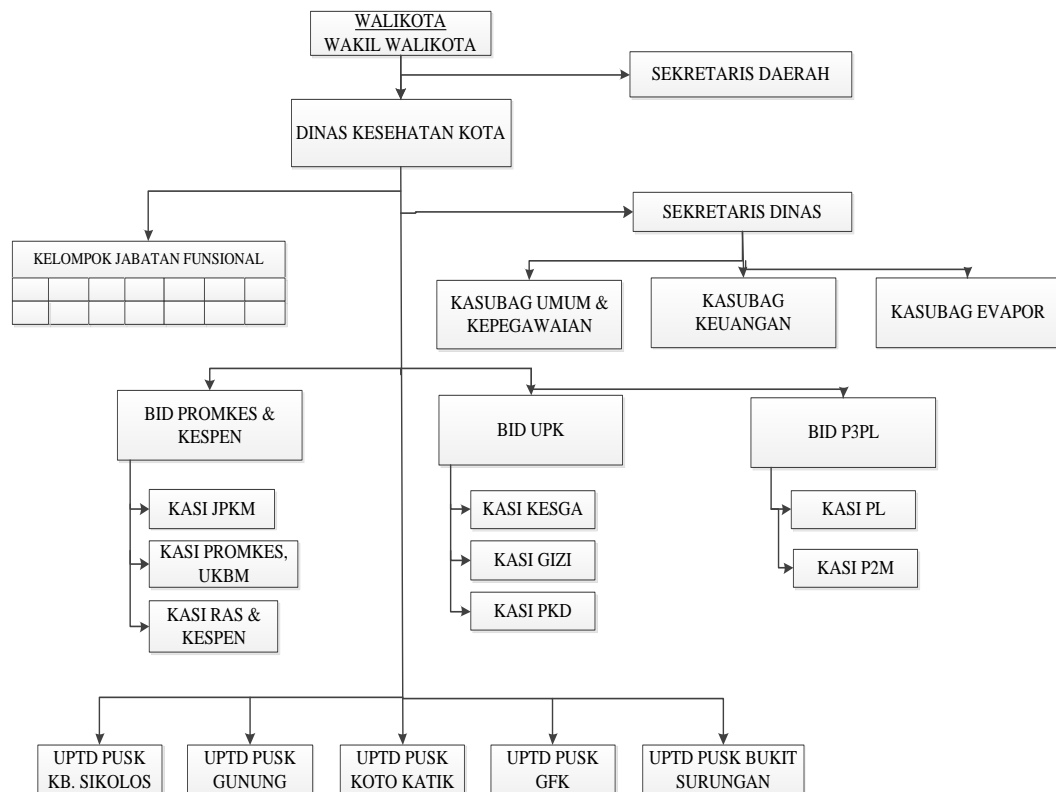 WALIKOTA
WAKIL WALIKOTA
SEKRETARIS DAERAH
DINAS KESEHATAN KOTA
SEKRETARIS DINAS
KELOMPOK JABATAN FUNSIONAL
KASUBAG UMUM &
KEPEGAWAIAN
KASUBAG
KEUANGAN
KASUBAG EVAPOR
BID PROMKES &
KESPEN
BID UPK
BID P3PL
KASI JPKM
KASI PROMKES,
UKBM
KASI RAS &
KESPEN
KASI KESGA
KASI GIZI
KASI PKD
KASI PL
KASI P2M
UPTD PUSK
KB. SIKOLOS
UPTD PUSK
GUNUNG
UPTD PUSK
KOTO KATIK
UPTD PUSK
GFK
UPTD PUSK BUKIT
SURUNGAN